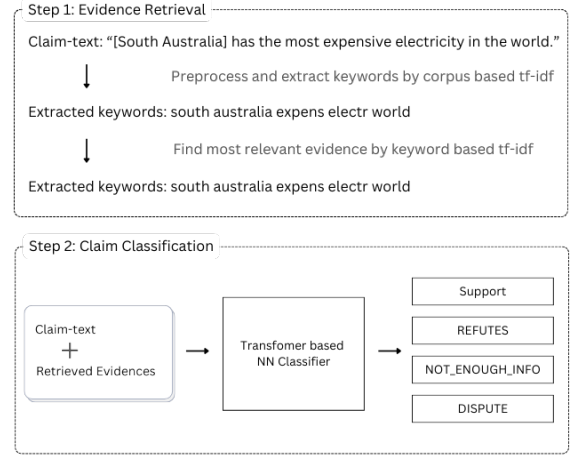 Step 1: Evidence Retrieval
Claim-text: “[South Australia] has the most expensive electricity in the world.”
Preprocess and extract keywords by corpus based tf-idf
Extracted keywords: south australia expens electr world
Find most relevant evidence by keyword based tf-idf
Extracted keywords: south australia expens electr world
Step 2: Claim Classification
Claim-text
+
Retrieved Evidences
Transfomer based
NN Classifier
Support
REFUTES
NOT_ENOUGH_INFO
DISPUTE